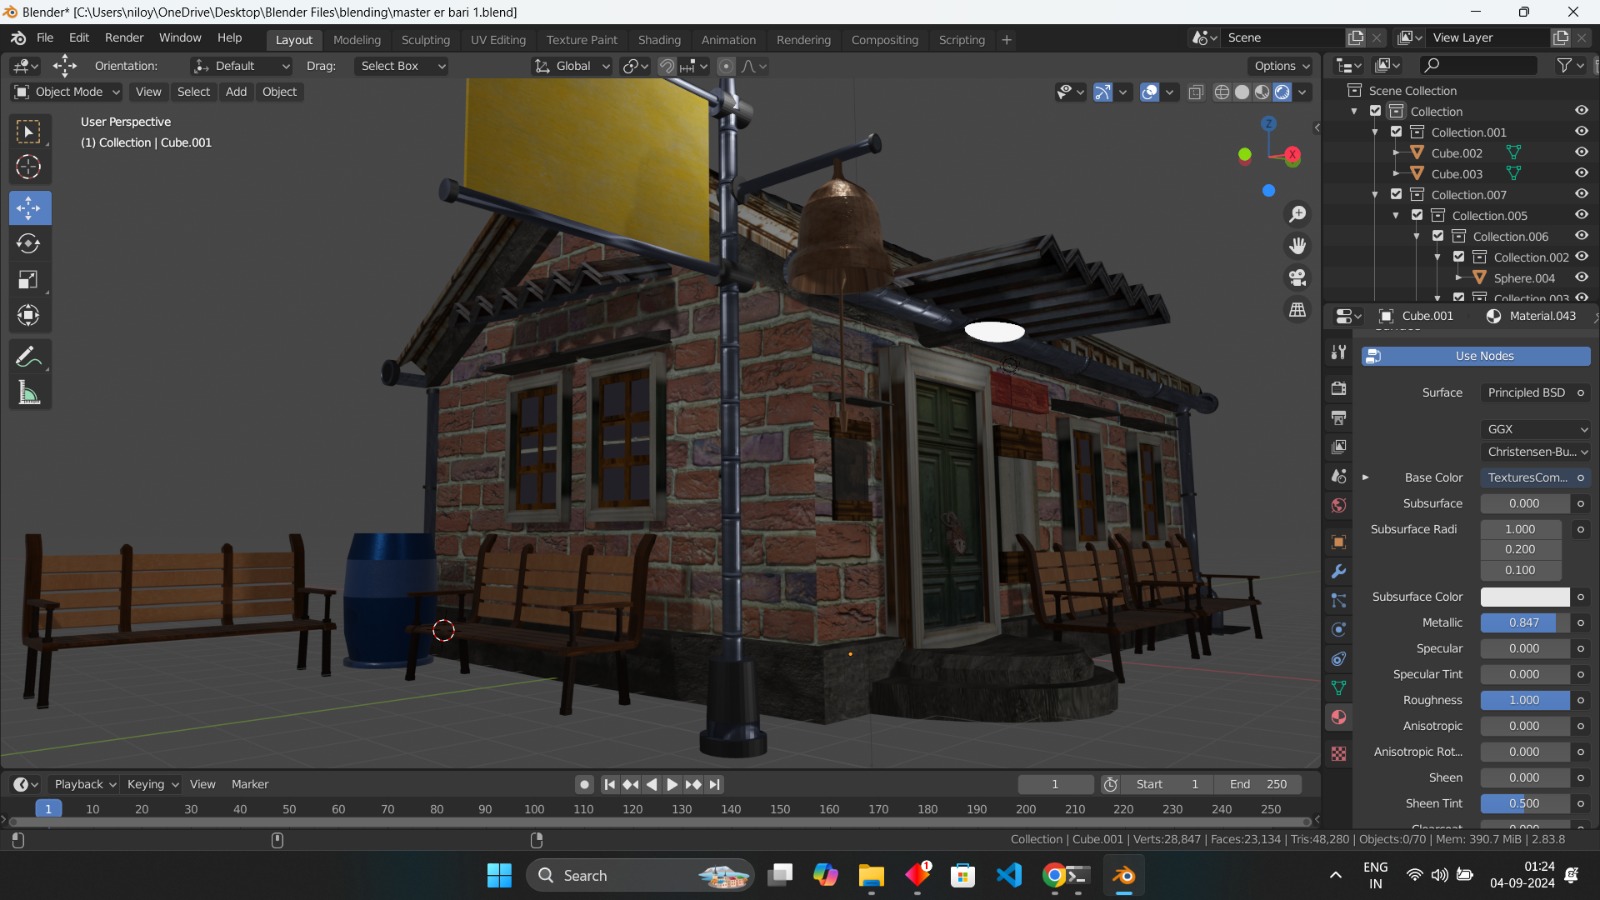 Blender* [C:\Users\niloy\OneDrive\Desktop\Blender Files\blending\master er bari 1.blend]
File Edit Render Window Help Layout Modeling Sculpting UV Editing Texture Paint Shading Animation Rendering Compositing Scripting + Scene View Layer
Orientation: Default Drag: Select Box Global Options
Object Mode View Select Add Object
User Perspective
(1) Collection | Cube.001
Z
X
Scene Collection
Collection
Collection.001
Cube.002
Cube.003
Collection.007
Collection.005
Collection.006
Collection.002
Sphere.004
Collection.003
Cube.001 Material.043
Surface
Use Nodes
Surface Principled BSD
GGX
Christensen-Bu...
Base Color TexturesCom...
Subsurface 0.000
Subsurface Radi 1.000
0.200
0.100
Subsurface Color
Metallic 0.847
Specular 0.000
Specular Tint 0.000
Roughness 1.000
Anisotropic 0.000
Anisotropic Rot... 0.000
Sheen 0.000
Sheen Tint 0.500
Clearcoat 0.000
Playback Keying View Marker 1 Start 1 End 250
1 10 20 30 40 50 60 70 80 90 100 110 120 130 140 150 160 170 180 190 200 210 220 230 240 250
Collection | Cube.001 | Verts:28,847 | Faces:23,134 | Tris:48,280 | Objects:0/70 | Mem: 390.7 MiB | 2.83.8
Search 1 ENG IN 01:24
04-09-2024